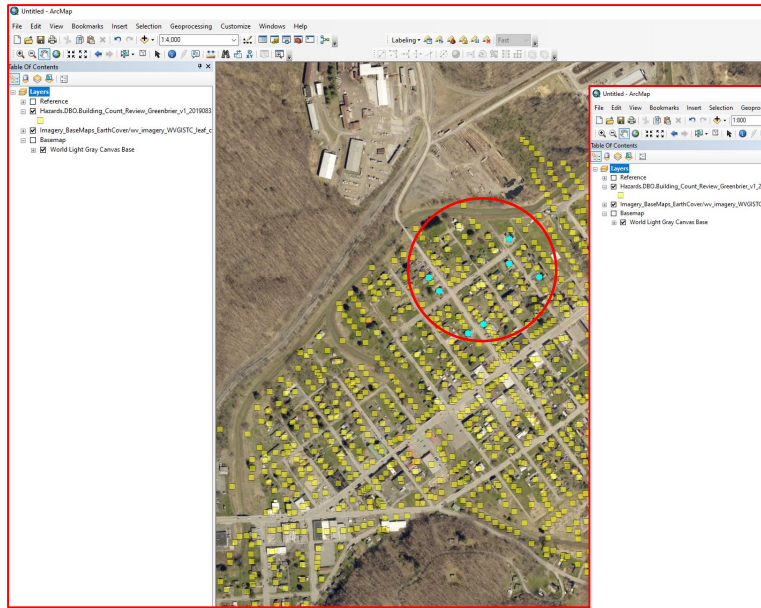 Untitled - ArcMap
File Edit View Bookmarks Insert Selection Geoprocessing Customize Windows Help
1:4,000
Labeling
Fast
Table Of Contents
Layers
Reference
Hazards.DBO.Building_Count_Review_Greenbrier_v1_2019083
Imagery_BaseMaps_EarthCover/wv_imagery_WVGISTC_leaf_c
Basemap
World Light Gray Canvas Base
Untitled - ArcMap
File Edit View Bookmarks Insert Selection Geopro
1:800
Table Of Contents
Layers
Reference
Hazards.DBO.Building_Count_Review_Greenbrier_v1_2
Imagery_BaseMaps_EarthCover/wv_imagery_WVGISTC
Basemap
World Light Gray Canvas Base